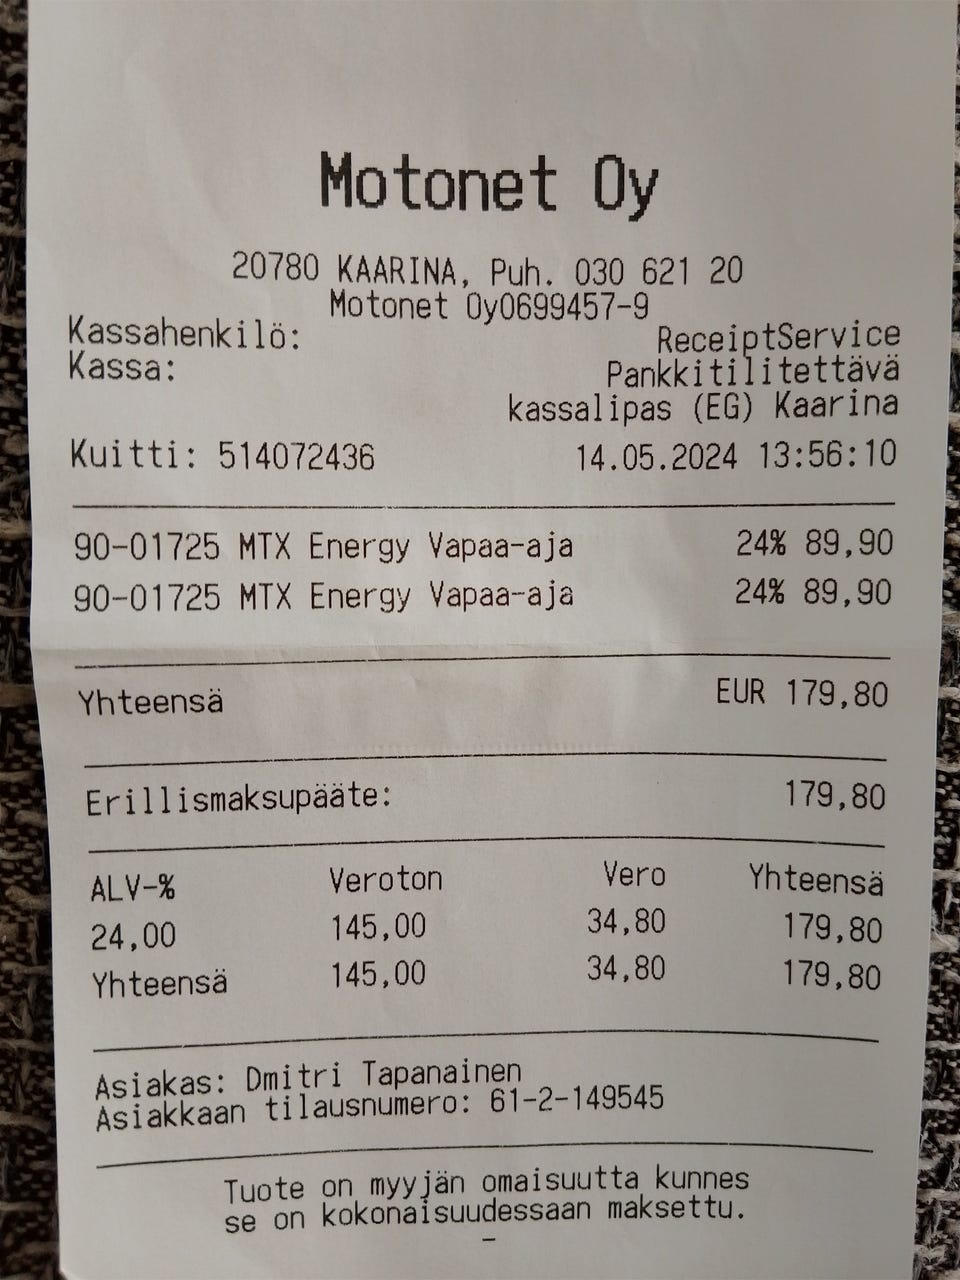 Motonet Oy
20780 KAARINA, Puh. 030 621 20
Motonet Oy0699457-9
Kassahenkilö: ReceiptService
Kassa: Pankkitilitettävä
kassalipas (EG) Kaarina
Kuitti: 514072436 14.05.2024 13:56:10
90-01725 MTX Energy Vapaa-aja 24% 89,90
90-01725 MTX Energy Vapaa-aja 24% 89,90
Yhteensä EUR 179,80
Erillismaksupääte: 179,80
ALV-% Veroton Vero Yhteensä
24,00 145,00 34,80 179,80
Yhteensä 145,00 34,80 179,80
Asiakas: Dmitri Tapanainen
Asiakkaan tilausnumero: 61-2-149545
Tuote on myyjän omaisuutta kunnes
se on kokonaisuudessaan maksettu.